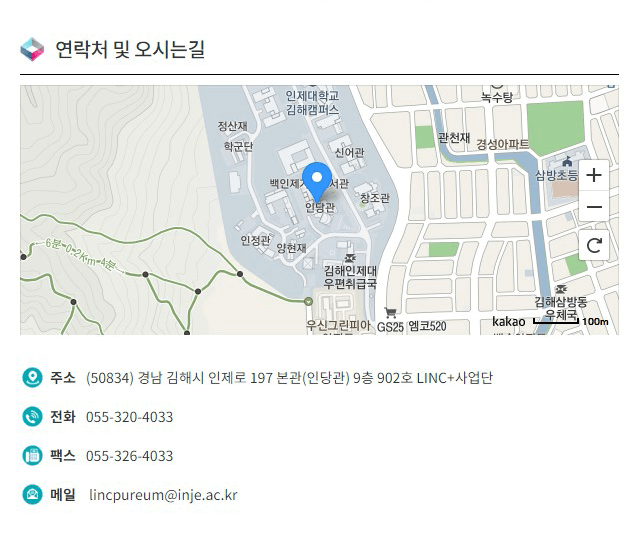 연락처 및 오시는길
인제대학교
김해캠퍼스
녹수탕
정산재
관천재
경성아파트
학군단
신어관
삼방초등
백인제기
서관
창조관
인당관
인정관
양현재
6분=0.2Km=4분
김해인제대
우편취급국
김해삼방동
우체국
우신그린피아
GS25 엠코520
kakao
100m
주소 (50834) 경남 김해시 인제로 197 본관(인당관) 9층 902호 LINC+사업단
전화 055-320-4033
팩스 055-326-4033
메일 lincpureum@inje.ac.kr